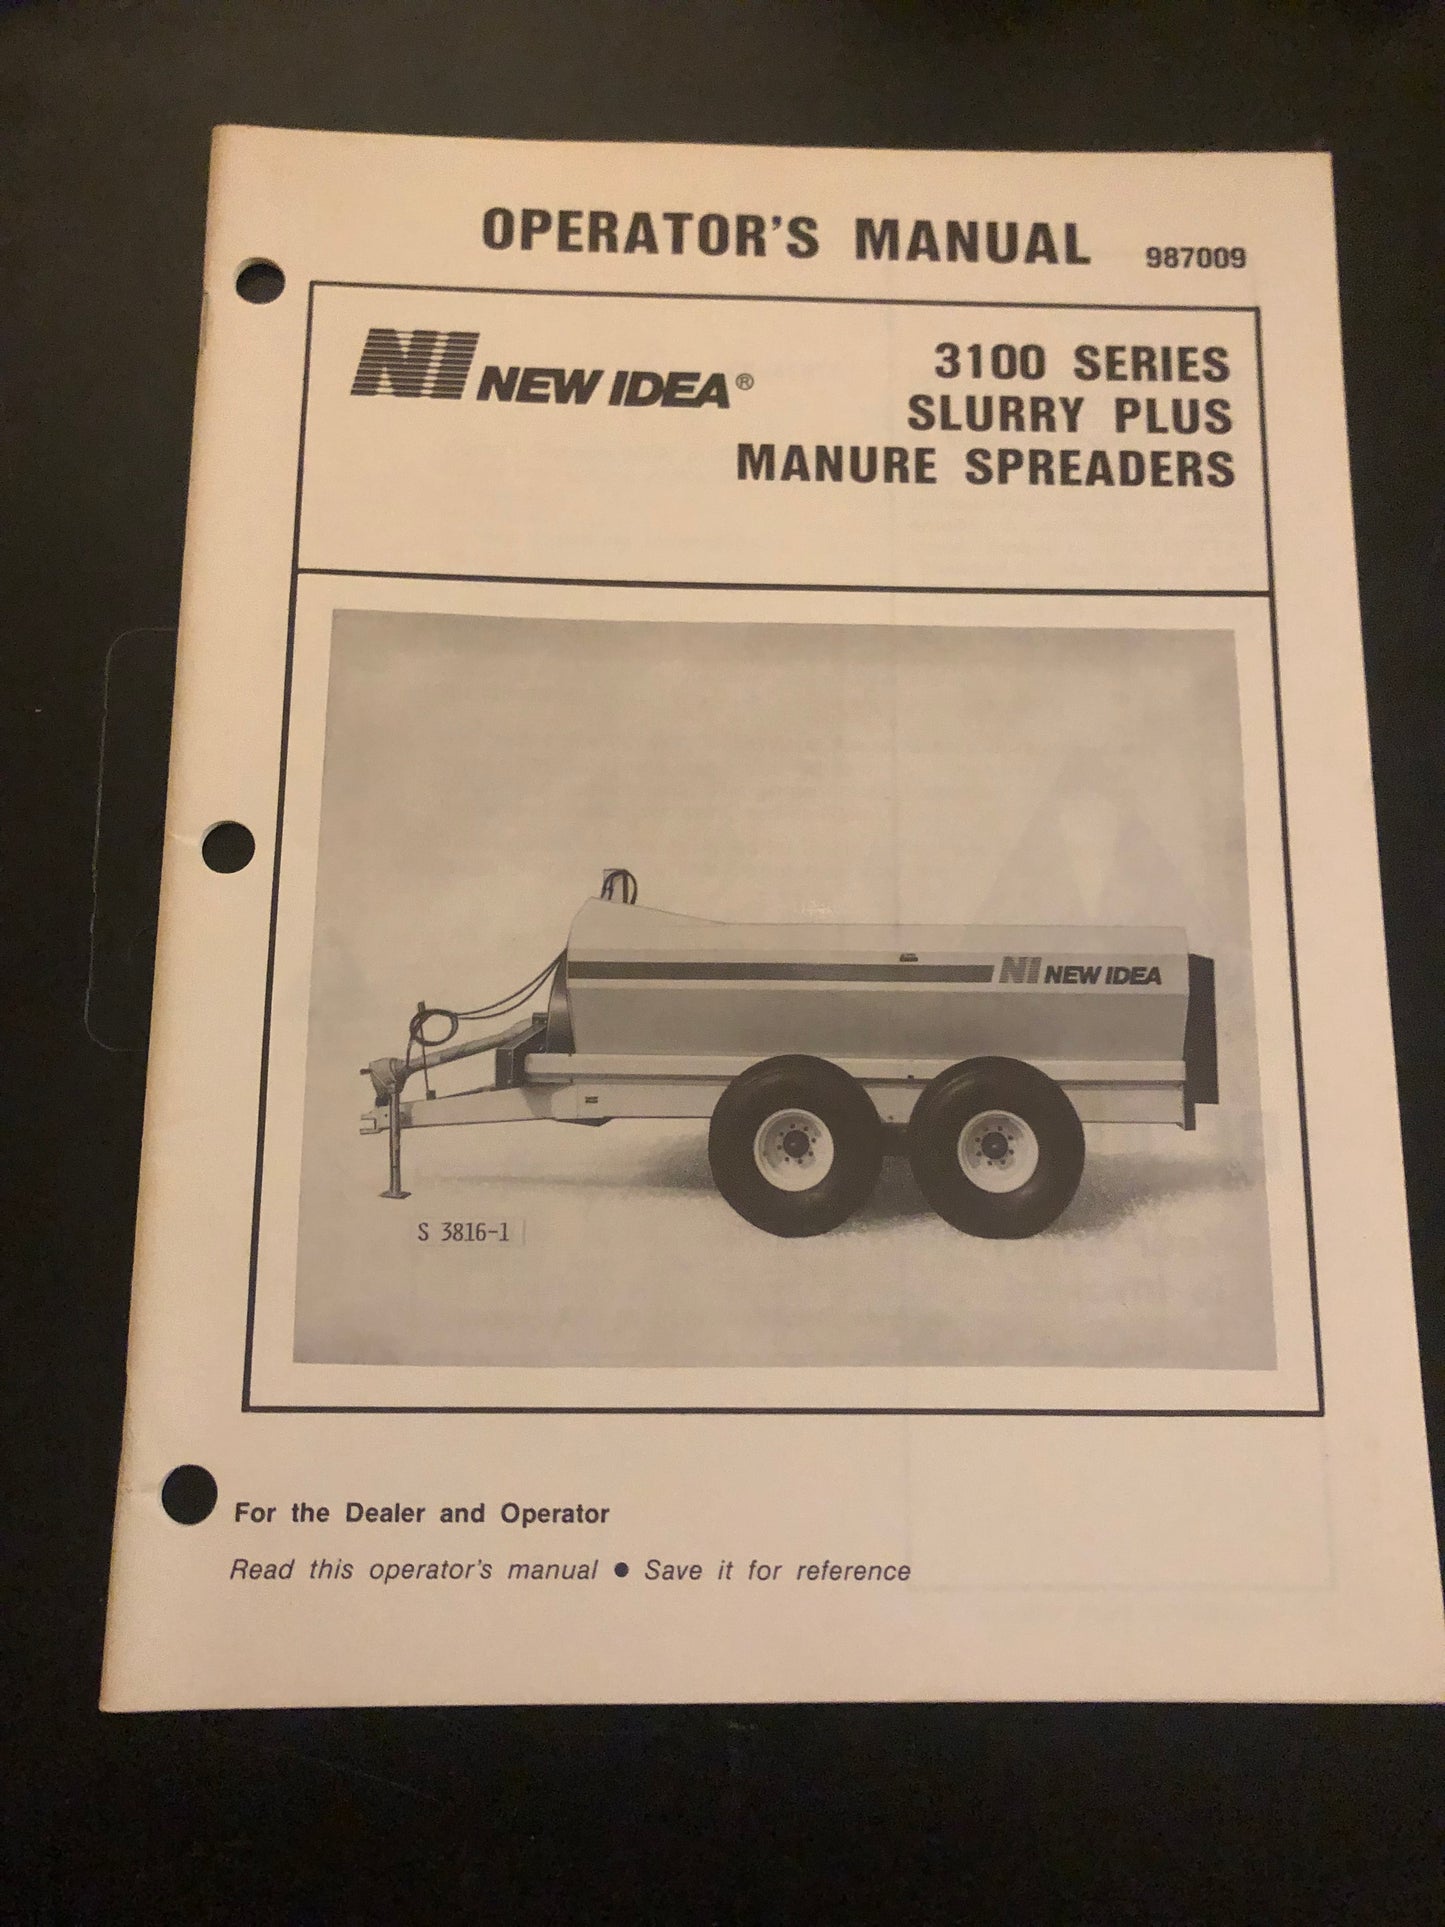 OPERATOR'S MANUAL 987009
NI NEW IDEA®
3100 SERIES
SLURRY PLUS
MANURE SPREADERS
NI NEW IDEA
S 3816-1
For the Dealer and Operator
Read this operator's manual ● Save it for reference